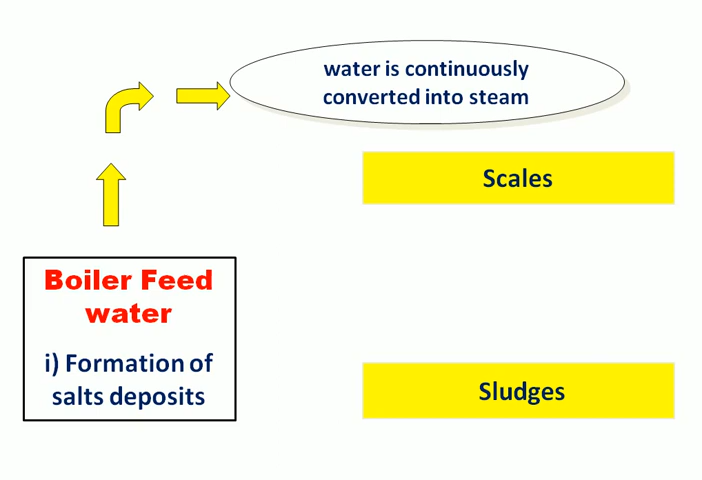 water is continuously
converted into steam
Scales
Boiler Feed
water
i) Formation of
salts deposits
Sludges